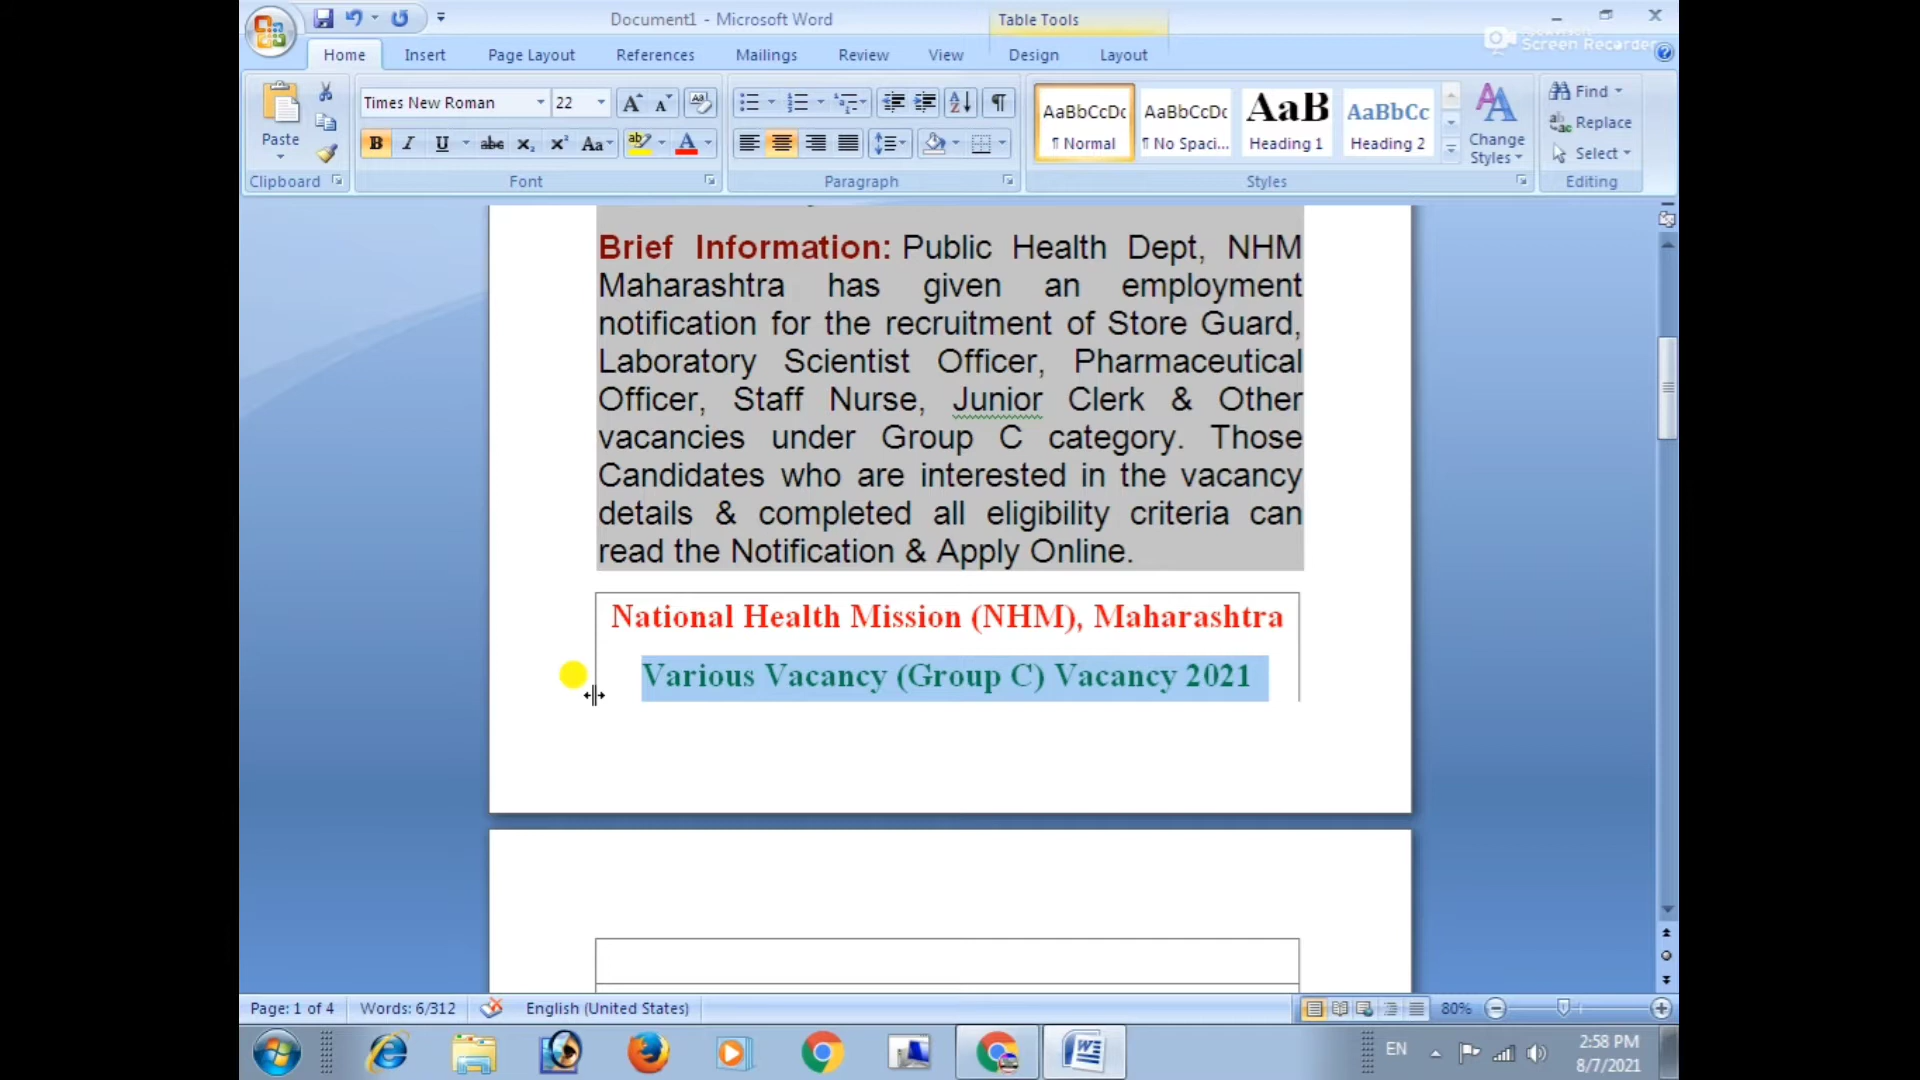 Document1 - Microsoft Word
Table Tools
Screen Recorder
Home
Insert
Page Layout
References
Mailings
Review
View
Design
Layout
Paste
Clipboard
Times New Roman
22
Font
Paragraph
AaBbCcDc
¶ Normal
AaBbCcDc
¶ No Spaci...
AaB
Heading 1
AaBbCc
Heading 2
Change
Styles
Styles
Find
Replace
Select
Editing
Brief Information: Public Health Dept, NHM
Maharashtra has given an employment
notification for the recruitment of Store Guard,
Laboratory Scientist Officer, Pharmaceutical
Officer, Staff Nurse, Junior Clerk & Other
vacancies under Group C category. Those
Candidates who are interested in the vacancy
details & completed all eligibility criteria can
read the Notification & Apply Online.
National Health Mission (NHM), Maharashtra
Various Vacancy (Group C) Vacancy 2021
Page: 1 of 4
Words: 6/312
English (United States)
80%
EN
2:58 PM
8/7/2021